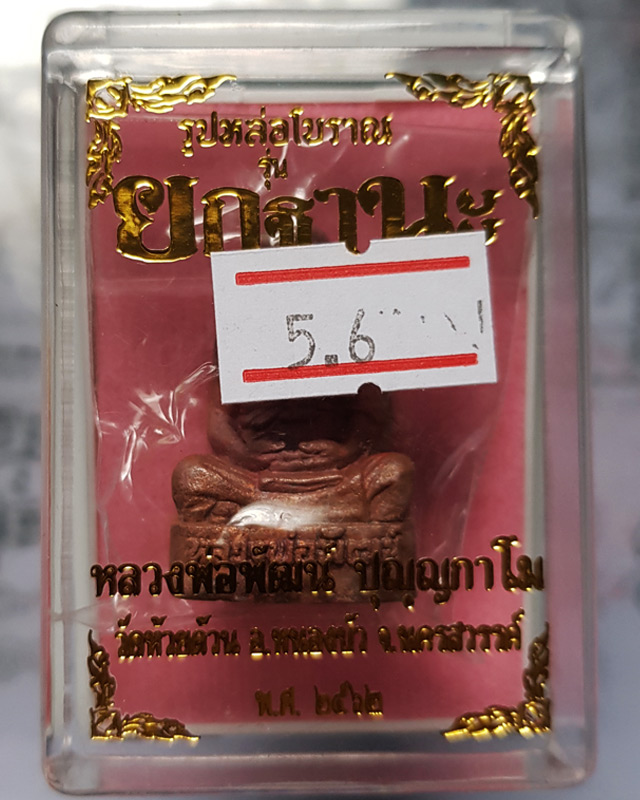 รูปหล่อโบราณ
รุ่น
ยกฐานะ
5.6
หลวงพ่อพัฒน์ ปุญฺญกาโม
วัดห้วยด้วน อ.หนองบัว จ.นครสวรรค์
พ.ศ. ๒๕๖๒